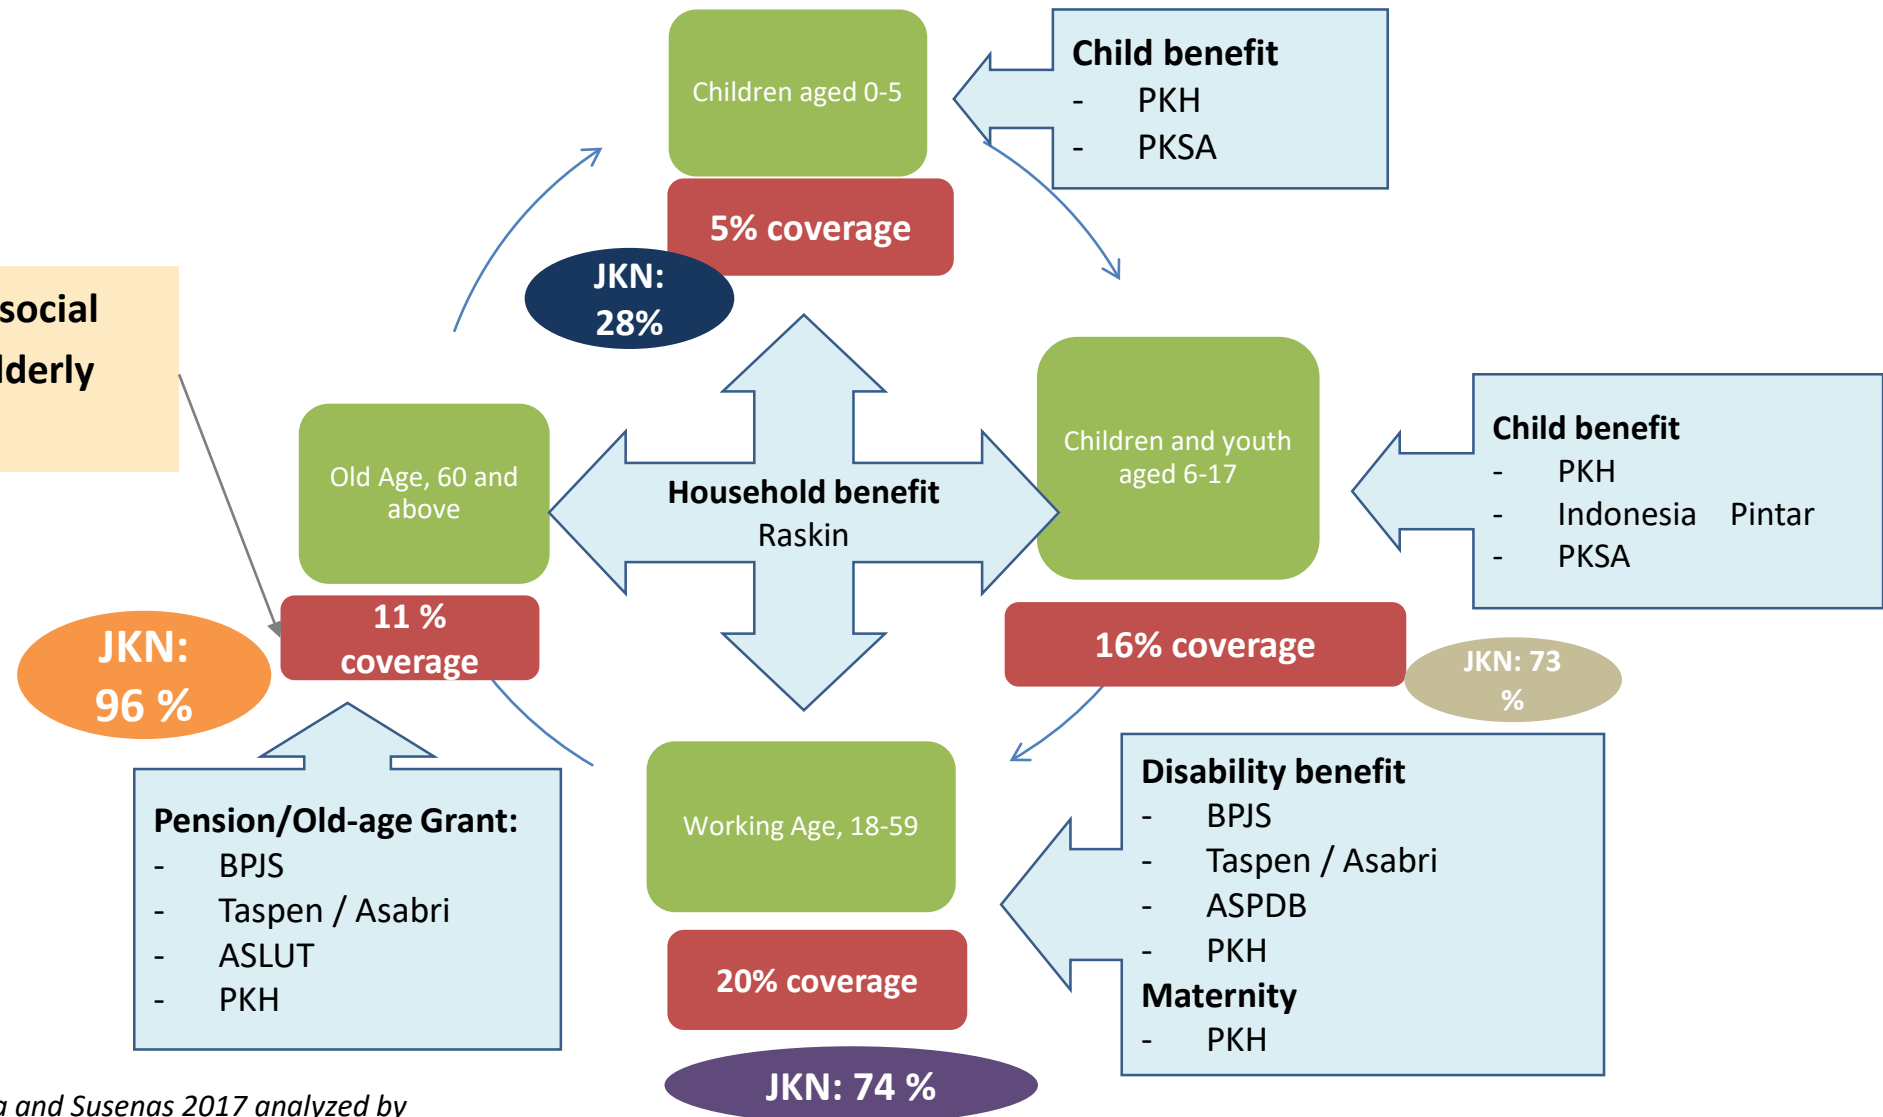 Children aged 0-5
Child benefit
- PKH
- PKSA
5% coverage
JKN:
28%
social
lderly
Old Age, 60 and
above
Household benefit
Raskin
Children and youth
aged 6-17
Child benefit
- PKH
- Indonesia Pintar
- PKSA
11 %
coverage
JKN:
96 %
16% coverage
JKN: 73
%
Pension/Old-age Grant:
- BPJS
- Taspen / Asabri
- ASLUT
- PKH
Working Age, 18-59
20% coverage
JKN: 74 %
Disability benefit
- BPJS
- Taspen / Asabri
- ASPDB
- PKH
Maternity
- PKH
a and Susenas 2017 analyzed by